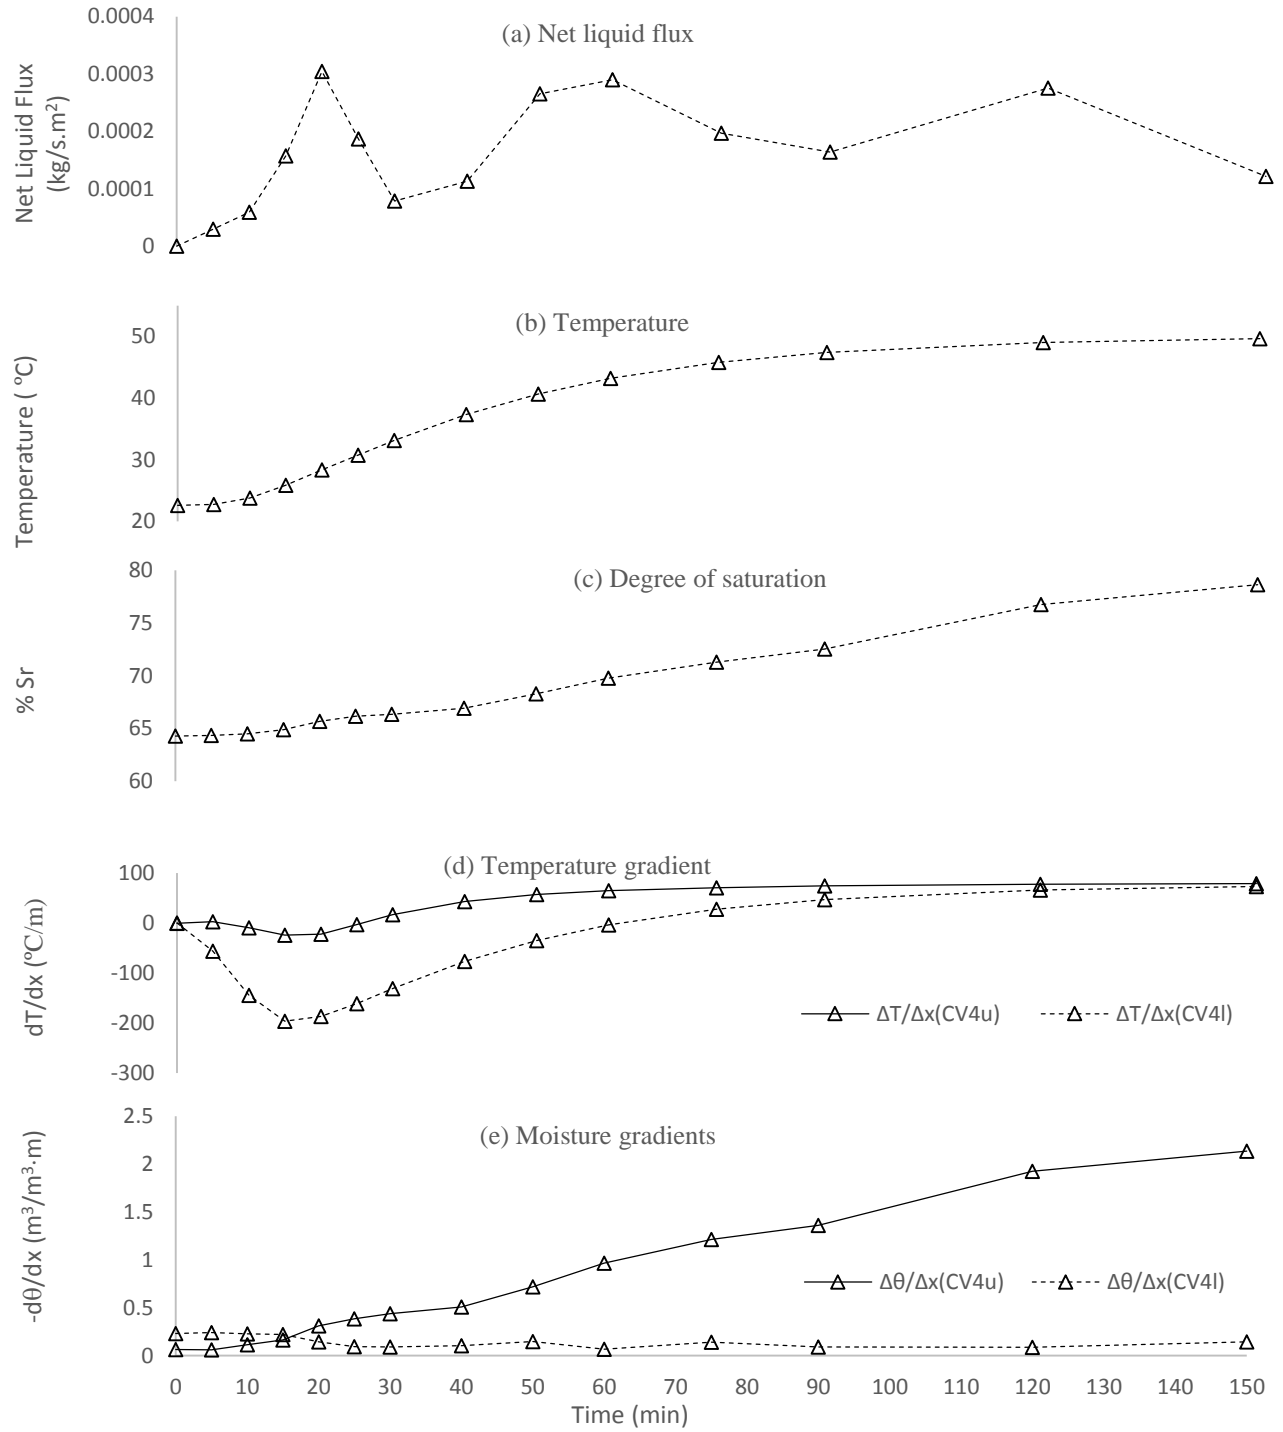 (a) Net liquid flux
Net Liquid Flux
(kg/s.m²)
0.0004
0.0003
0.0002
0.0001
0
(b) Temperature
Temperature ( °C)
50
40
30
20
(c) Degree of saturation
% Sr
80
75
70
65
60
(d) Temperature gradient
dT/dx (°C/m)
100
0
-100
-200
-300
ΔT/Δx(CV4u) ΔT/Δx(CV4l)
(e) Moisture gradients
-dθ/dx (m³/m³·m)
2.5
2
1.5
1
0.5
0
Δθ/Δx(CV4u) Δθ/Δx(CV4l)
0 10 20 30 40 50 60 70 80 90 100 110 120 130 140 150
Time (min)